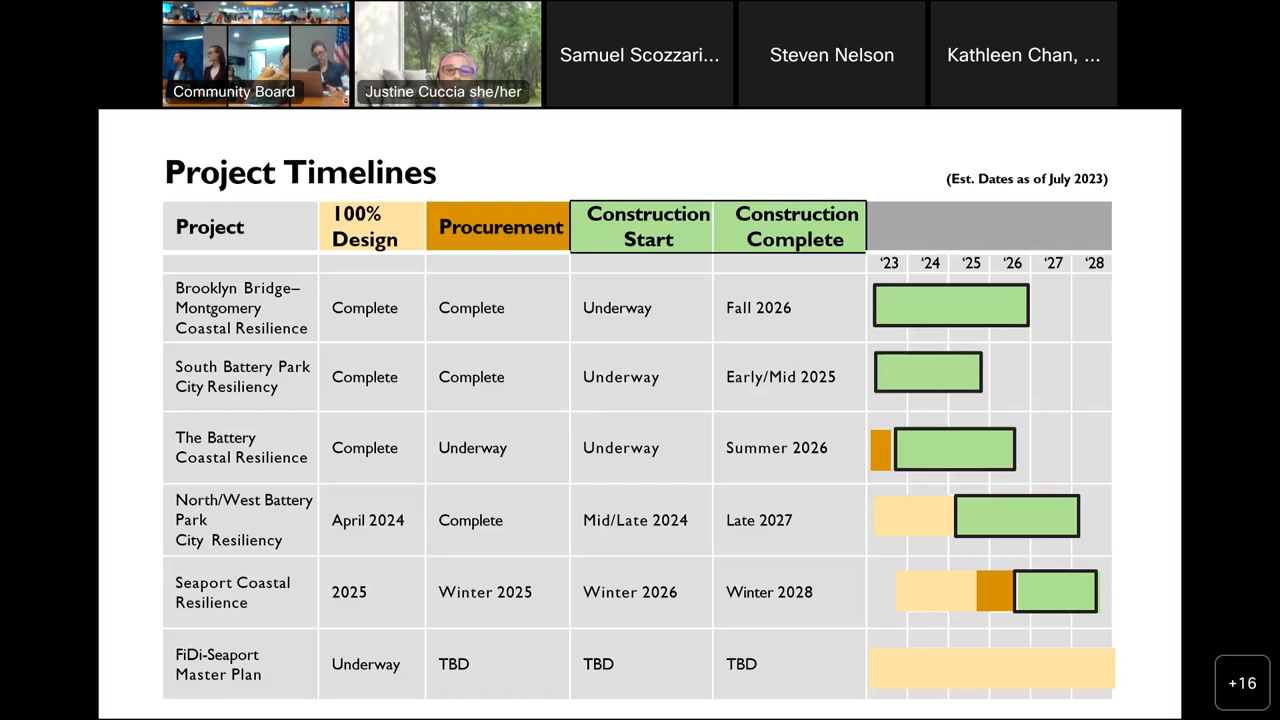 Community Board
Justine Cuccia she/her
Samuel Scozzari...
Steven Nelson
Kathleen Chan, ...
Project Timelines
(Est. Dates as of July 2023)
Project
100%
Design
Procurement
Construction
Start
Construction
Complete
‘23 ‘24 ‘25 ‘26 ‘27 ‘28
Brooklyn Bridge–
Montgomery
Coastal Resilience
Complete
Complete
Underway
Fall 2026
South Battery Park
City Resiliency
Complete
Complete
Underway
Early/Mid 2025
The Battery
Coastal Resilience
Complete
Underway
Underway
Summer 2026
North/West Battery
Park
City Resiliency
April 2024
Complete
Mid/Late 2024
Late 2027
Seaport Coastal
Resilience
2025
Winter 2025
Winter 2026
Winter 2028
FiDi-Seaport
Master Plan
Underway
TBD
TBD
TBD
+16